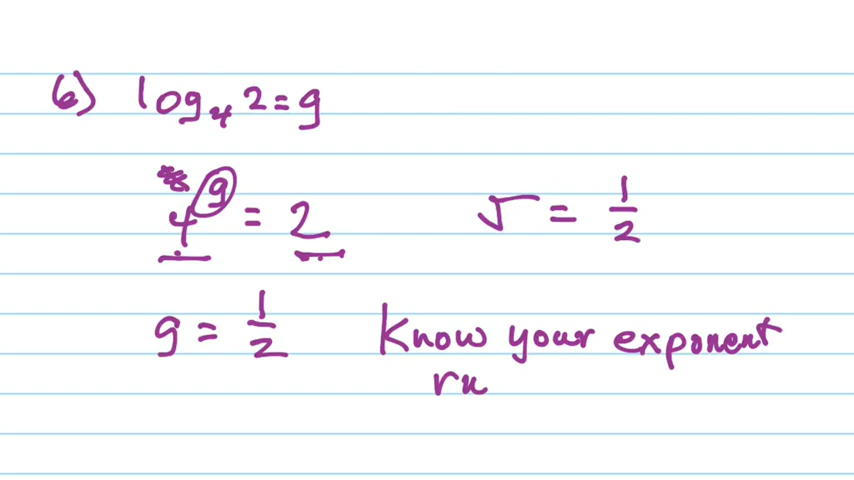 6) log₄ 2 = g
4^g = 2
√ = 1/2
g = 1/2
Know your exponent
ru